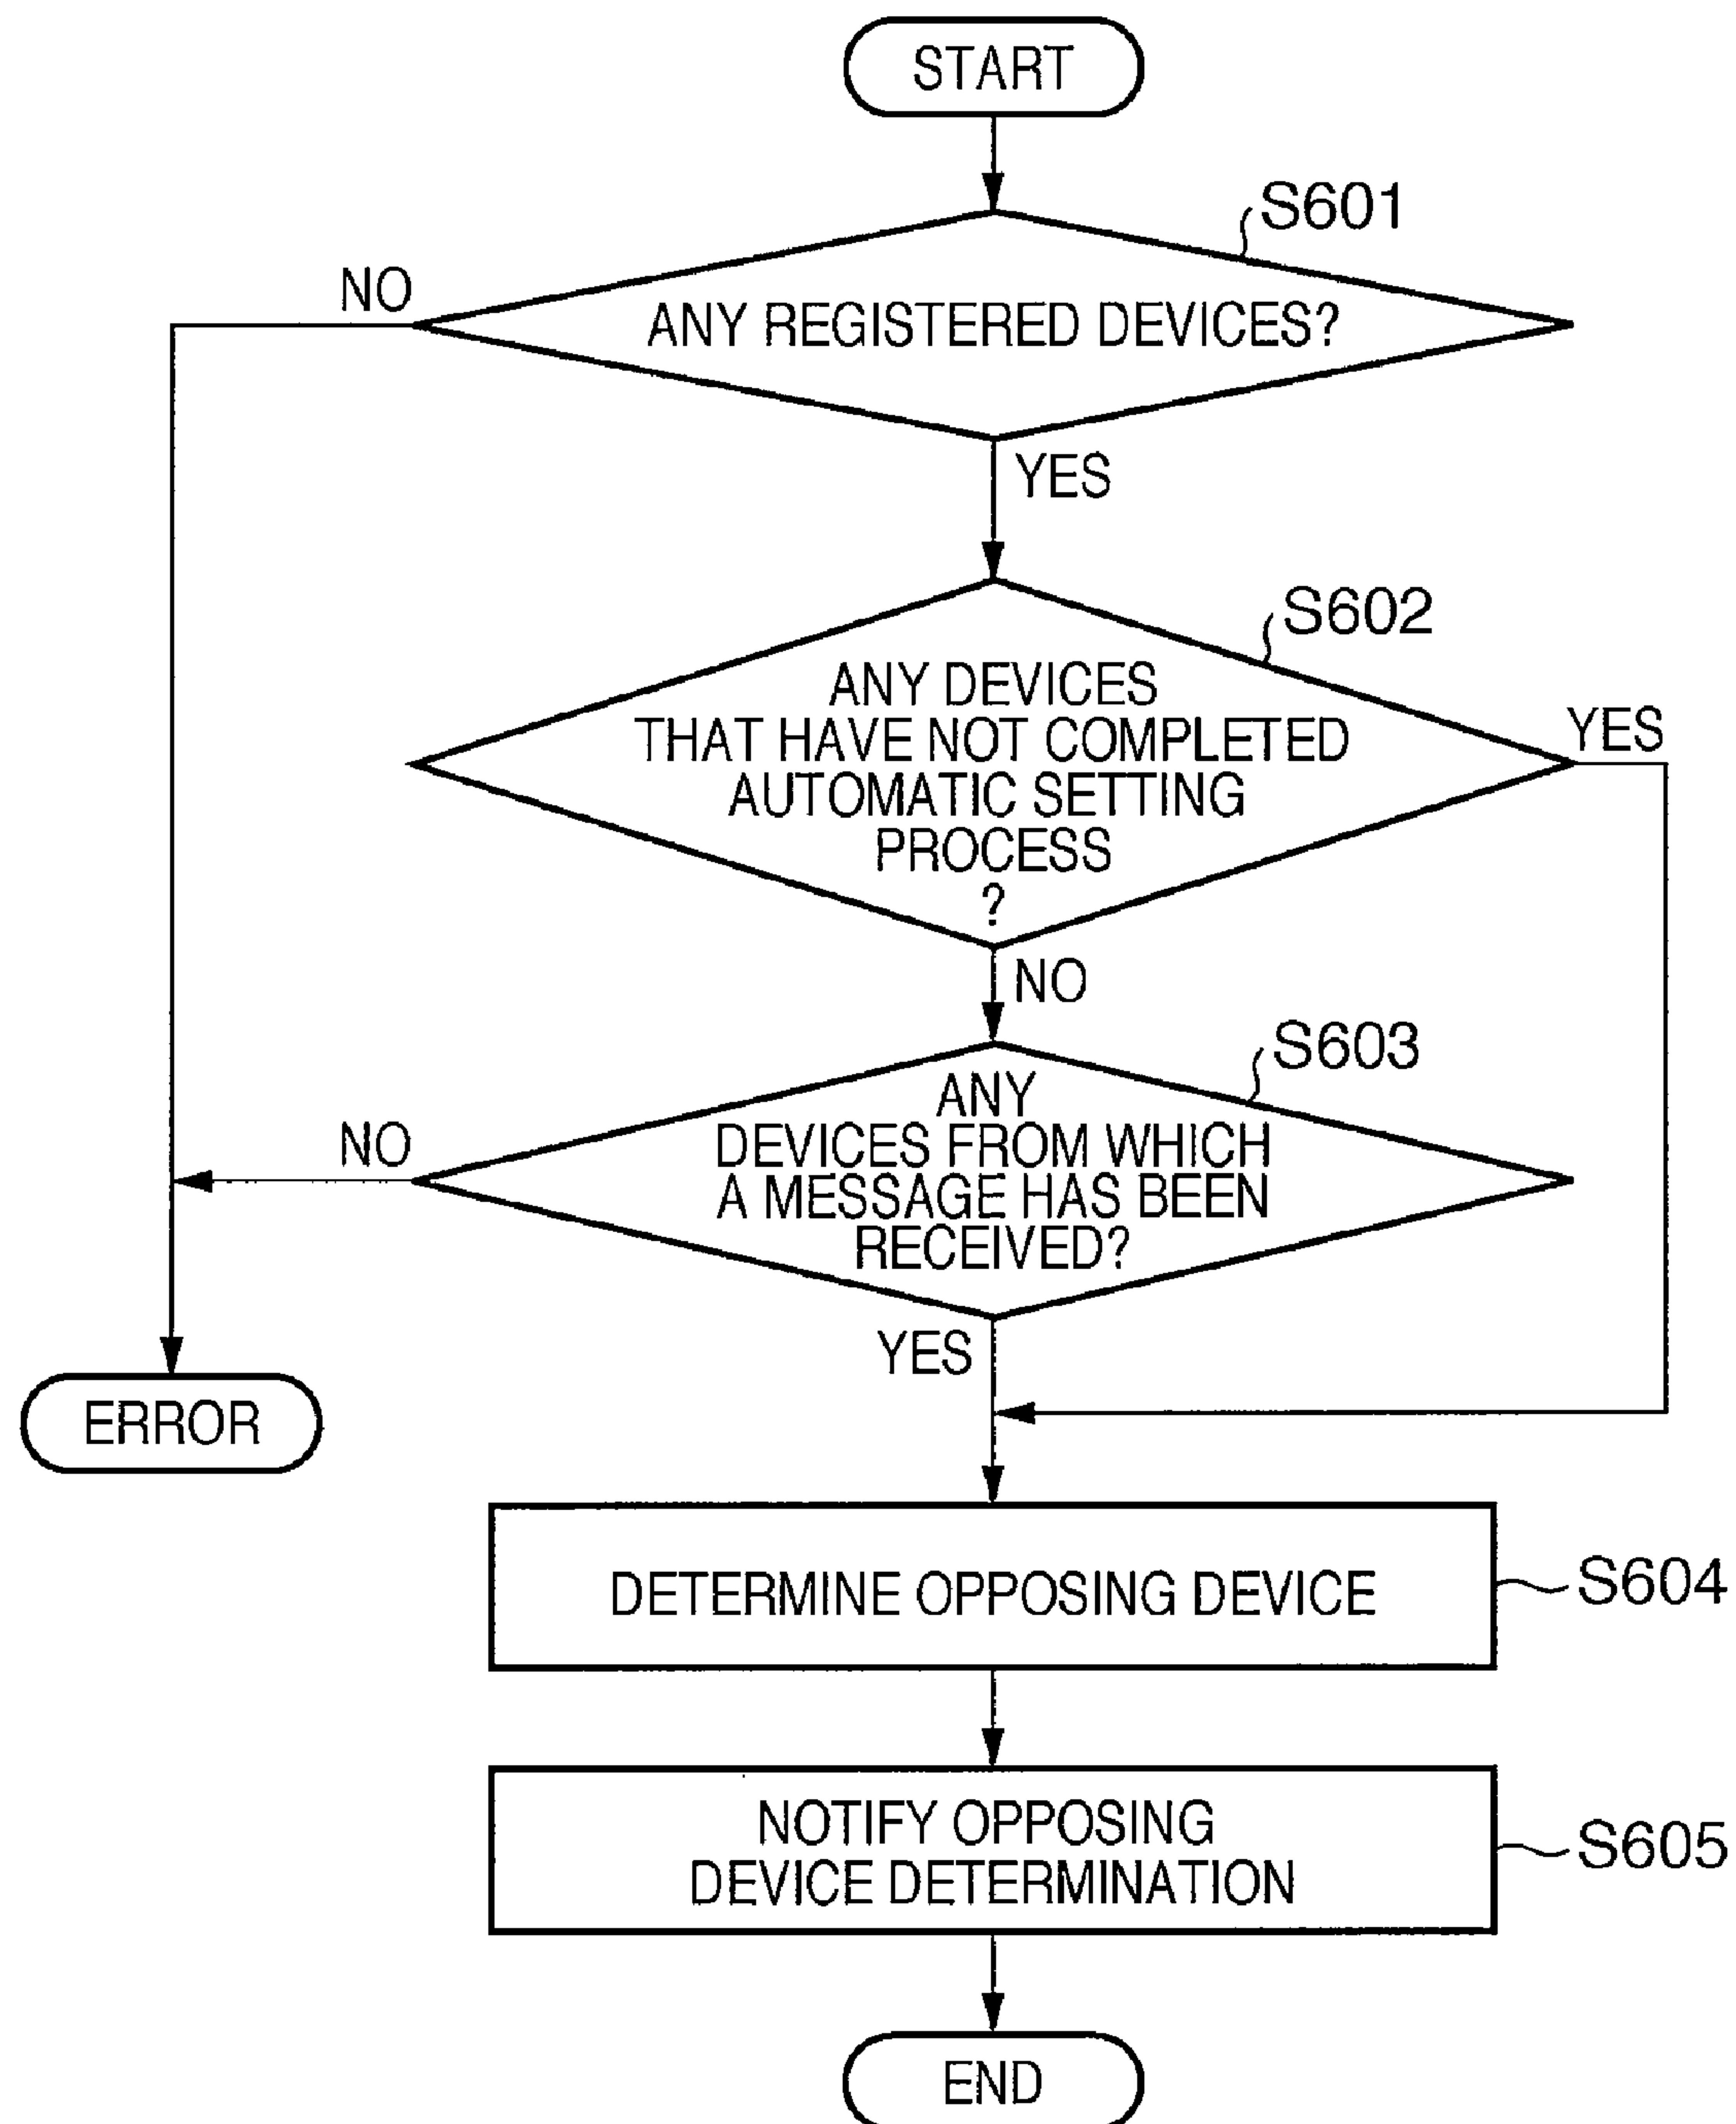 START
S601
NO
ANY REGISTERED DEVICES?
YES
S602
ANY DEVICES
THAT HAVE NOT COMPLETED
AUTOMATIC SETTING
PROCESS
?
YES
NO
S603
ANY
DEVICES FROM WHICH
A MESSAGE HAS BEEN
RECEIVED?
NO
YES
ERROR
DETERMINE OPPOSING DEVICE
S604
NOTIFY OPPOSING
DEVICE DETERMINATION
S605
END